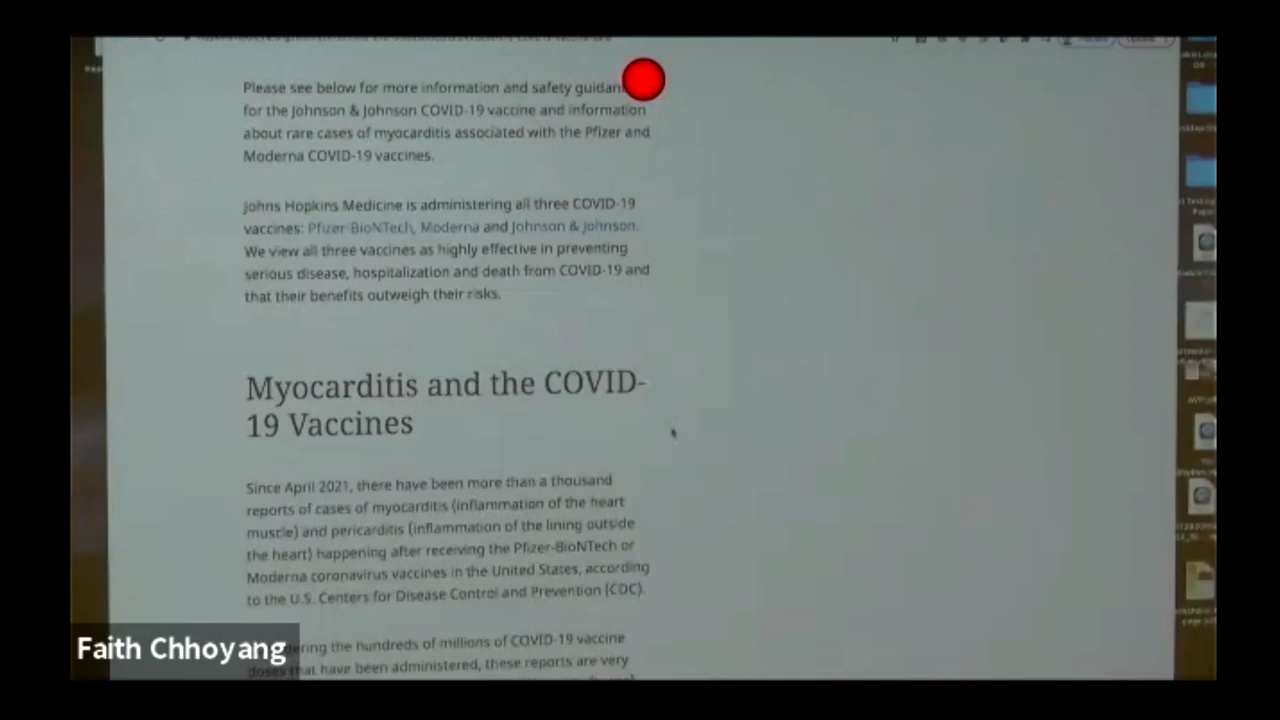 Please see below for more information and safety
for the Johnson & Johnson COVID-19 vaccine and information
about rare cases of myocarditis associated with the Pfizer and
Moderna COVID-19 vaccines.
Johns Hopkins Medicine is administering all three COVID-19
vaccines: Pfizer-BioNTech, Moderna and Johnson & Johnson.
We view all three vaccines as highly effective in preventing
serious disease, hospitalization and death from COVID-19 and
that their benefits outweigh their risks.
Myocarditis and the COVID-
19 Vaccines
Since April 2021, there have been more than a thousand
reports of cases of myocarditis (inflammation of the heart
muscle) and pericarditis (inflammation of the lining outside
the heart) happening after receiving the Pfizer-BioNTech or
Moderna coronavirus vaccines in the United States, according
to the U.S. Centers for Disease Control and Prevention (CDC).
the hundreds of millions of COVID-19 vaccine
doses that have been administered, these reports are very
Faith Chhoyang